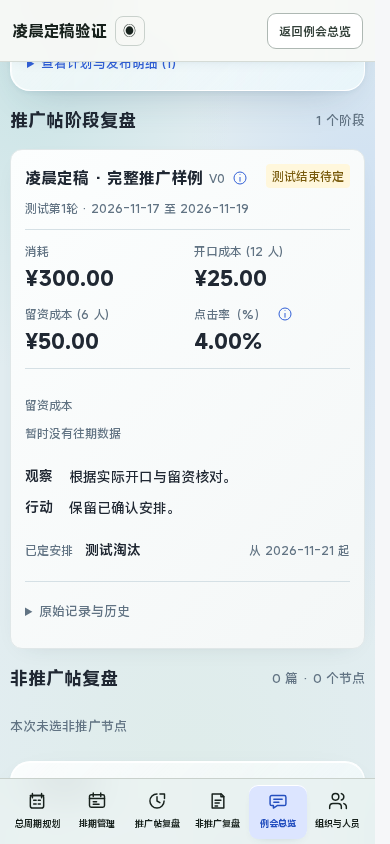 凌晨定稿验证
返回例会总览
▶ 查看计划与发布明细 (1)
推广帖阶段复盘
1 个阶段
凌晨定稿 · 完整推广样例 V0
测试结束待定
测试第1轮 · 2026-11-17 至 2026-11-19
消耗
开口成本 (12 人)
¥300.00
¥25.00
留资成本 (6 人)
点击率（%）
¥50.00
4.00%
留资成本
暂时没有往期数据
观察 根据实际开口与留资核对。
行动 保留已确认安排。
已定安排 测试淘汰
从 2026-11-21 起
▶ 原始记录与历史
非推广帖复盘
0 篇 · 0 个节点
本次未选非推广节点
总周期规划
排期管理
推广帖复盘
非推广复盘
例会总览
组织与人员